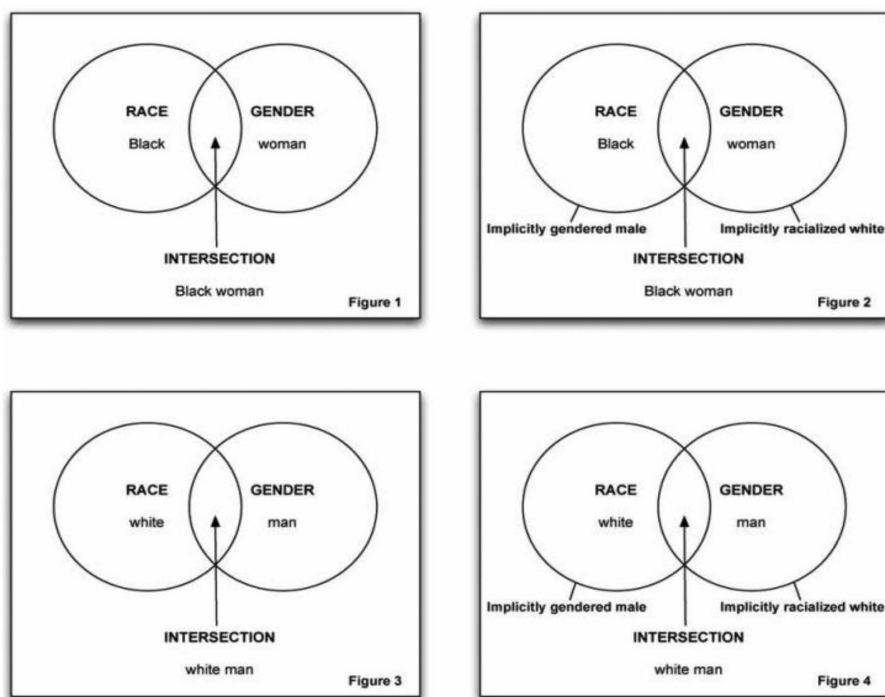 RACE
Black
GENDER
woman
INTERSECTION
Black woman
Figure 1
RACE
Black
GENDER
woman
Implicitly gendered male
Implicitly racialized white
INTERSECTION
Black woman
Figure 2
RACE
white
GENDER
man
INTERSECTION
white man
Figure 3
RACE
white
GENDER
man
Implicitly gendered male
Implicitly racialized white
INTERSECTION
white man
Figure 4